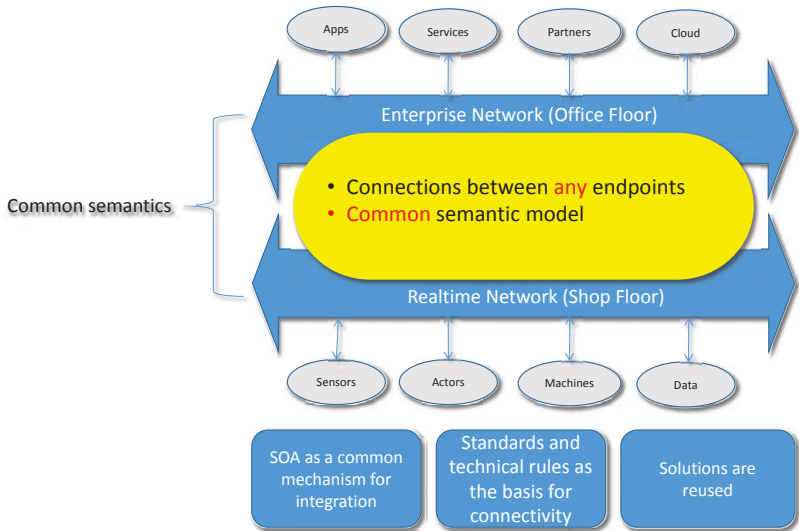 Apps
Services
Partners
Cloud
Enterprise Network (Office Floor)
• Connections between any endpoints
• Common semantic model
Common semantics
Realtime Network (Shop Floor)
Sensors
Actors
Machines
Data
SOA as a common
mechanism for
integration
Standards and
technical rules as
the basis for
connectivity
Solutions are
reused